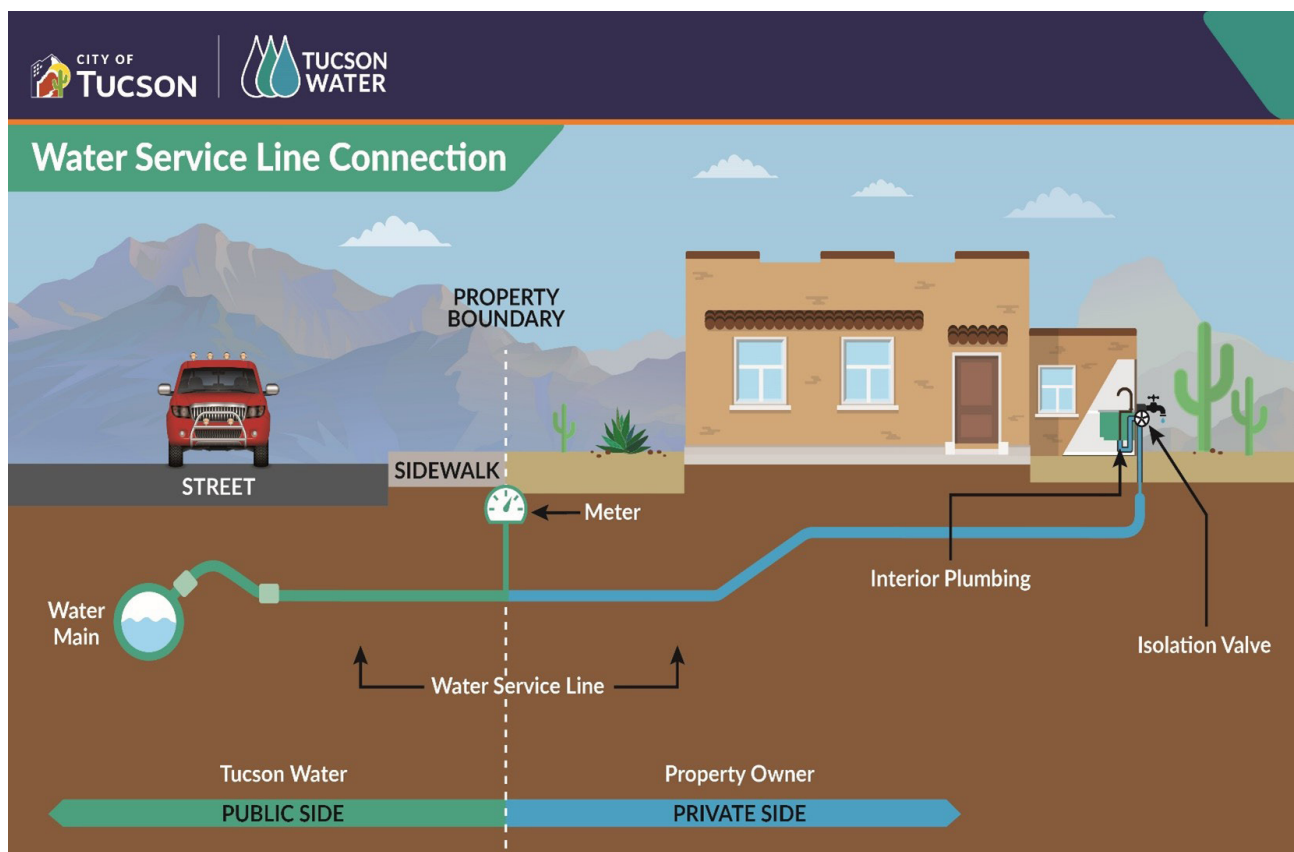 CITY OF
TUCSON
TUCSON
WATER
Water Service Line Connection
PROPERTY
BOUNDARY
STREET
SIDEWALK
Meter
Water
Main
Interior Plumbing
Isolation Valve
Water Service Line
Tucson Water
Property Owner
PUBLIC SIDE
PRIVATE SIDE